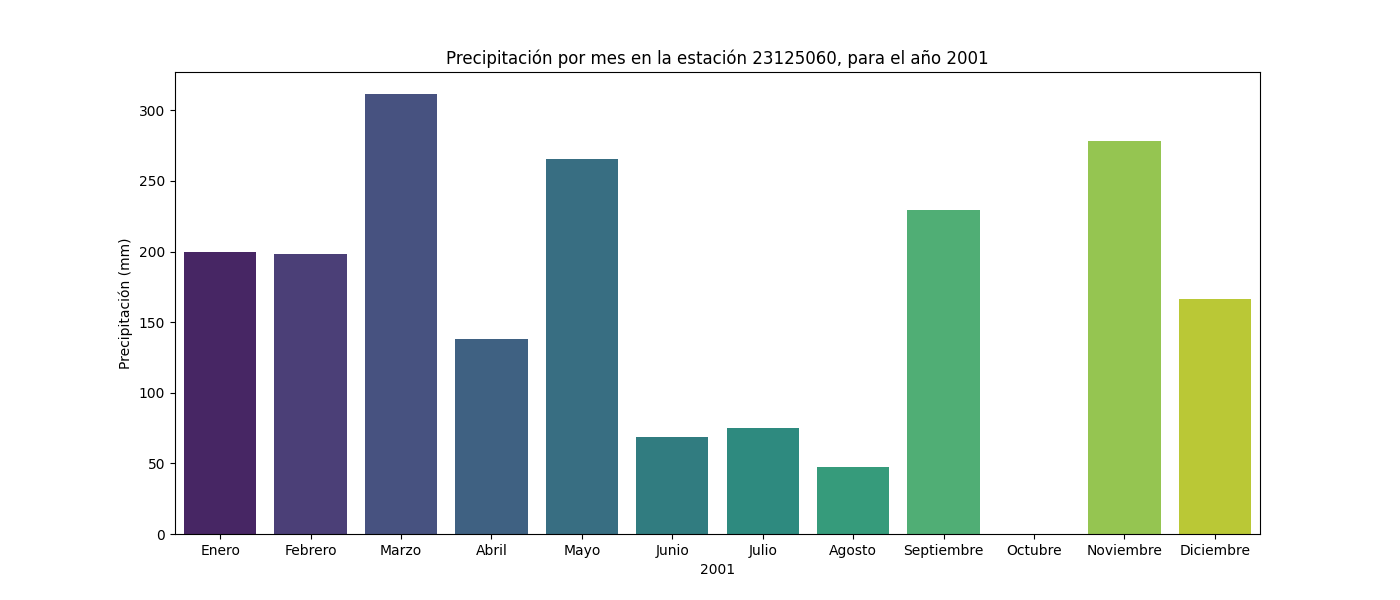 Precipitación por mes en la estación 23125060, para el año 2001
Precipitación (mm)
300
250
200
150
100
50
0
Enero Febrero Marzo Abril Mayo Junio Julio Agosto Septiembre Octubre Noviembre Diciembre
2001